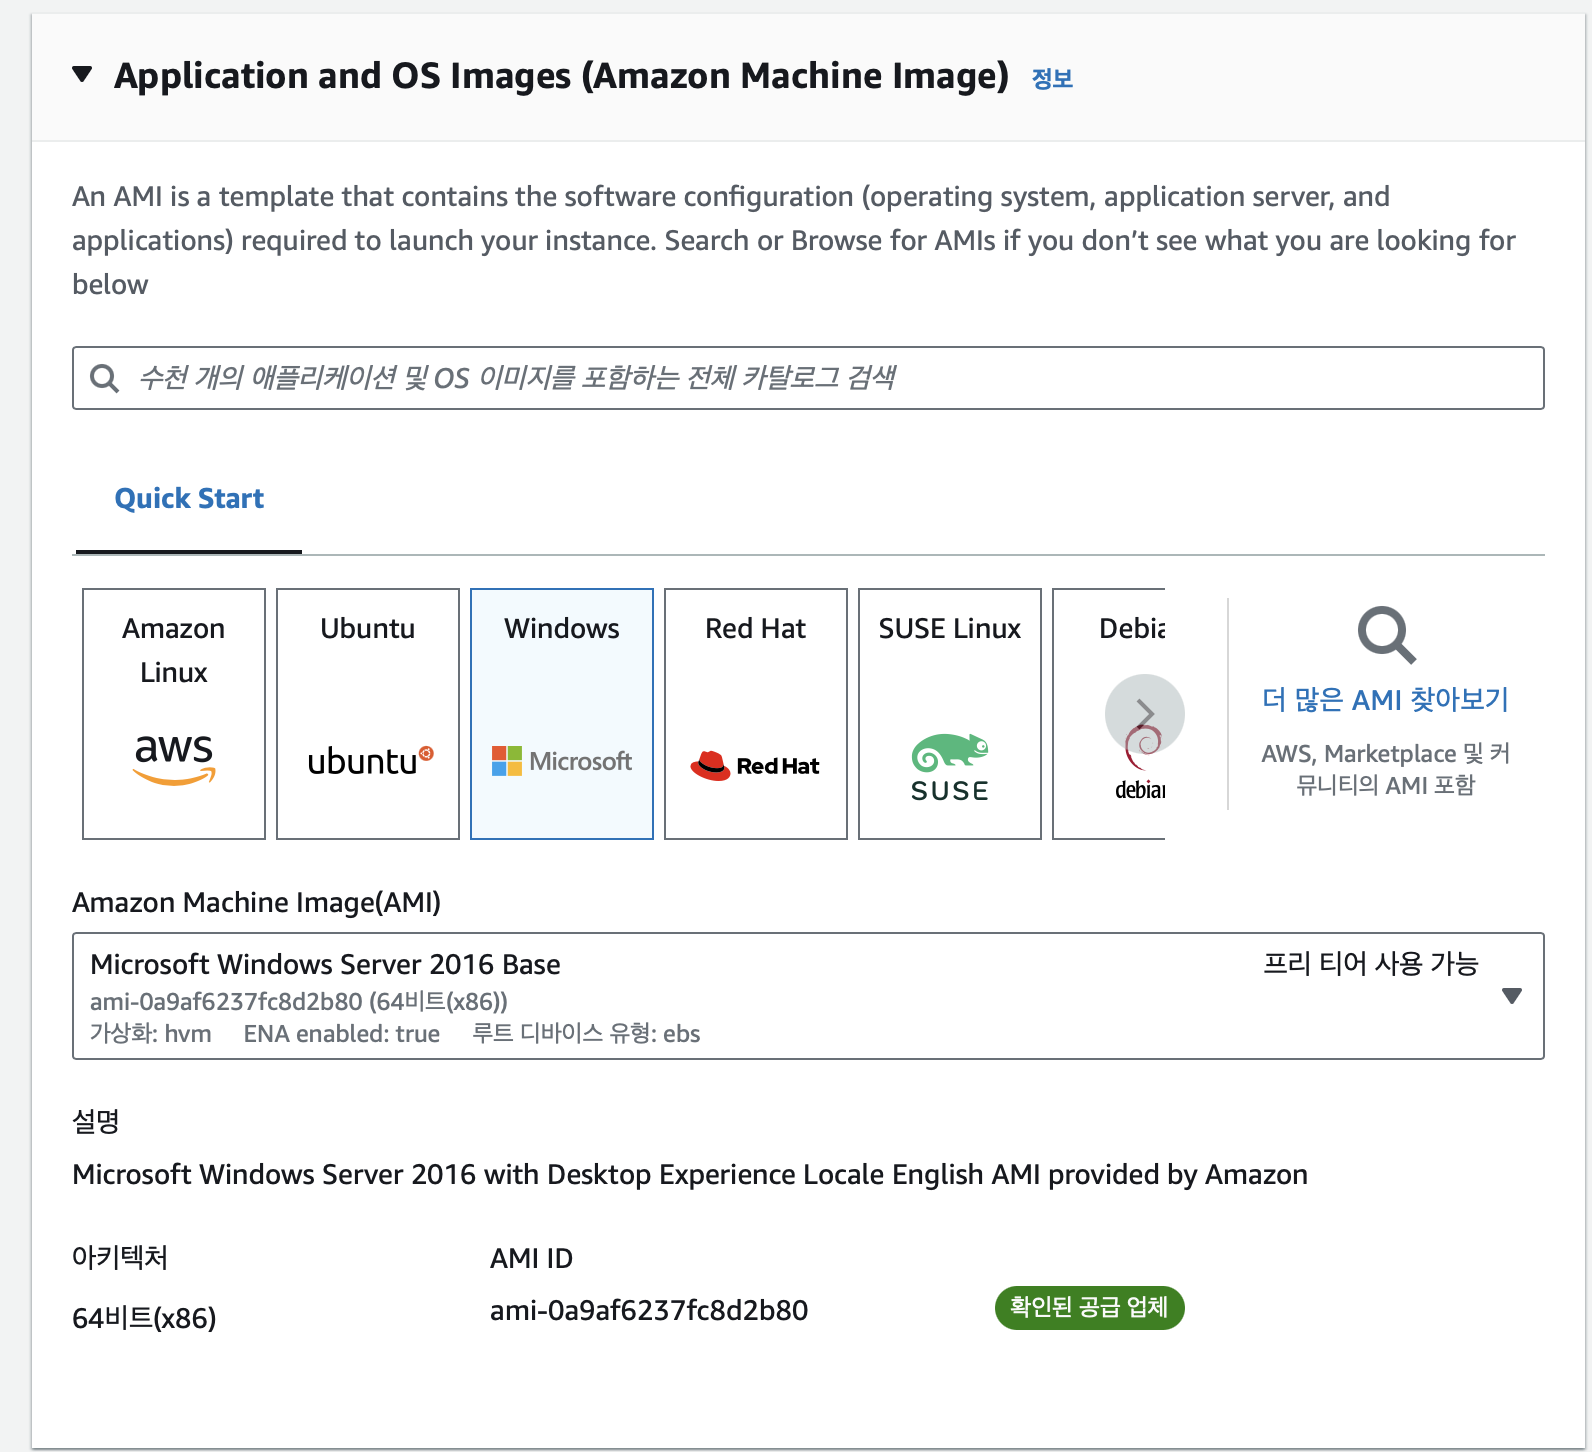 Application and OS Images (Amazon Machine Image) 정보
An AMI is a template that contains the software configuration (operating system, application server, and
applications) required to launch your instance. Search or Browse for AMIs if you don’t see what you are looking for
below
수천 개의 애플리케이션 및 OS 이미지를 포함하는 전체 카탈로그 검색
Quick Start
Amazon
Linux
aws
Ubuntu
ubuntu
Windows
Microsoft
Red Hat
Red Hat
SUSE Linux
SUSE
Debia
debian
더 많은 AMI 찾아보기
AWS, Marketplace 및 커
뮤니티의 AMI 포함
Amazon Machine Image(AMI)
Microsoft Windows Server 2016 Base 프리 티어 사용 가능
ami-0a9af6237fc8d2b80 (64비트(x86))
가상화: hvm ENA enabled: true 루트 디바이스 유형: ebs
설명
Microsoft Windows Server 2016 with Desktop Experience Locale English AMI provided by Amazon
아키텍처
64비트(x86)
AMI ID
ami-0a9af6237fc8d2b80
확인된 공급 업체